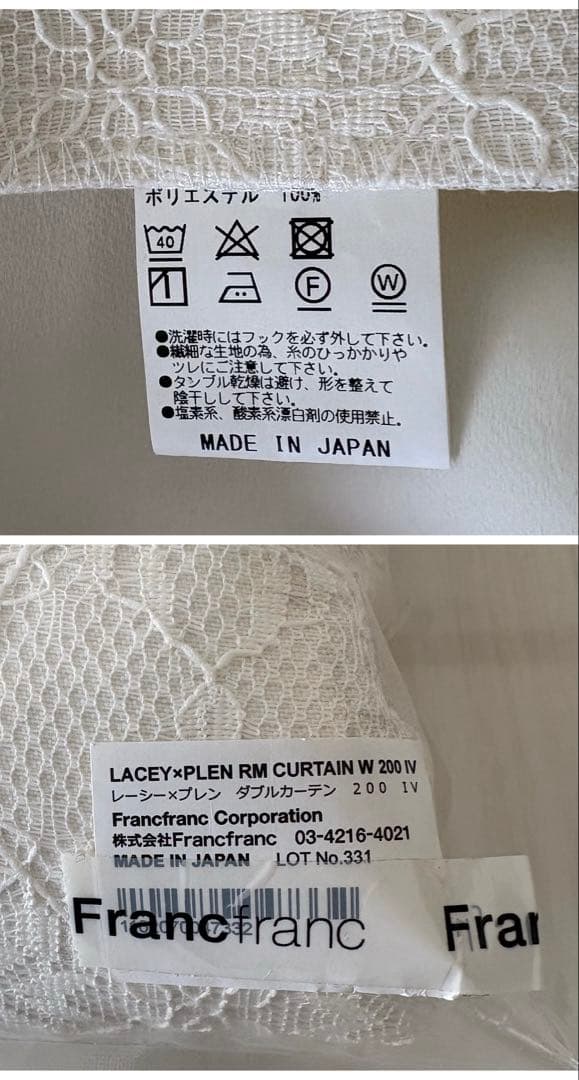 ポリエステル 100%
40
F W
●洗濯時にはフックを必ず外して下さい。
●繊細な生地の為、糸のひっかかりや
ツレにご注意して下さい。
●タンブル乾燥は避け、形を整えて
陰干しして下さい。
●塩素系、酸素系漂白剤の使用禁止。
MADE IN JAPAN
LACEY×PLEN RM CURTAIN W 200 IV
レーシー×プレン ダブルカーテン 200 IV
Francfranc Corporation
株式会社Francfranc 03-4216-4021
MADE IN JAPAN LOT No.331
Francfranc Fran